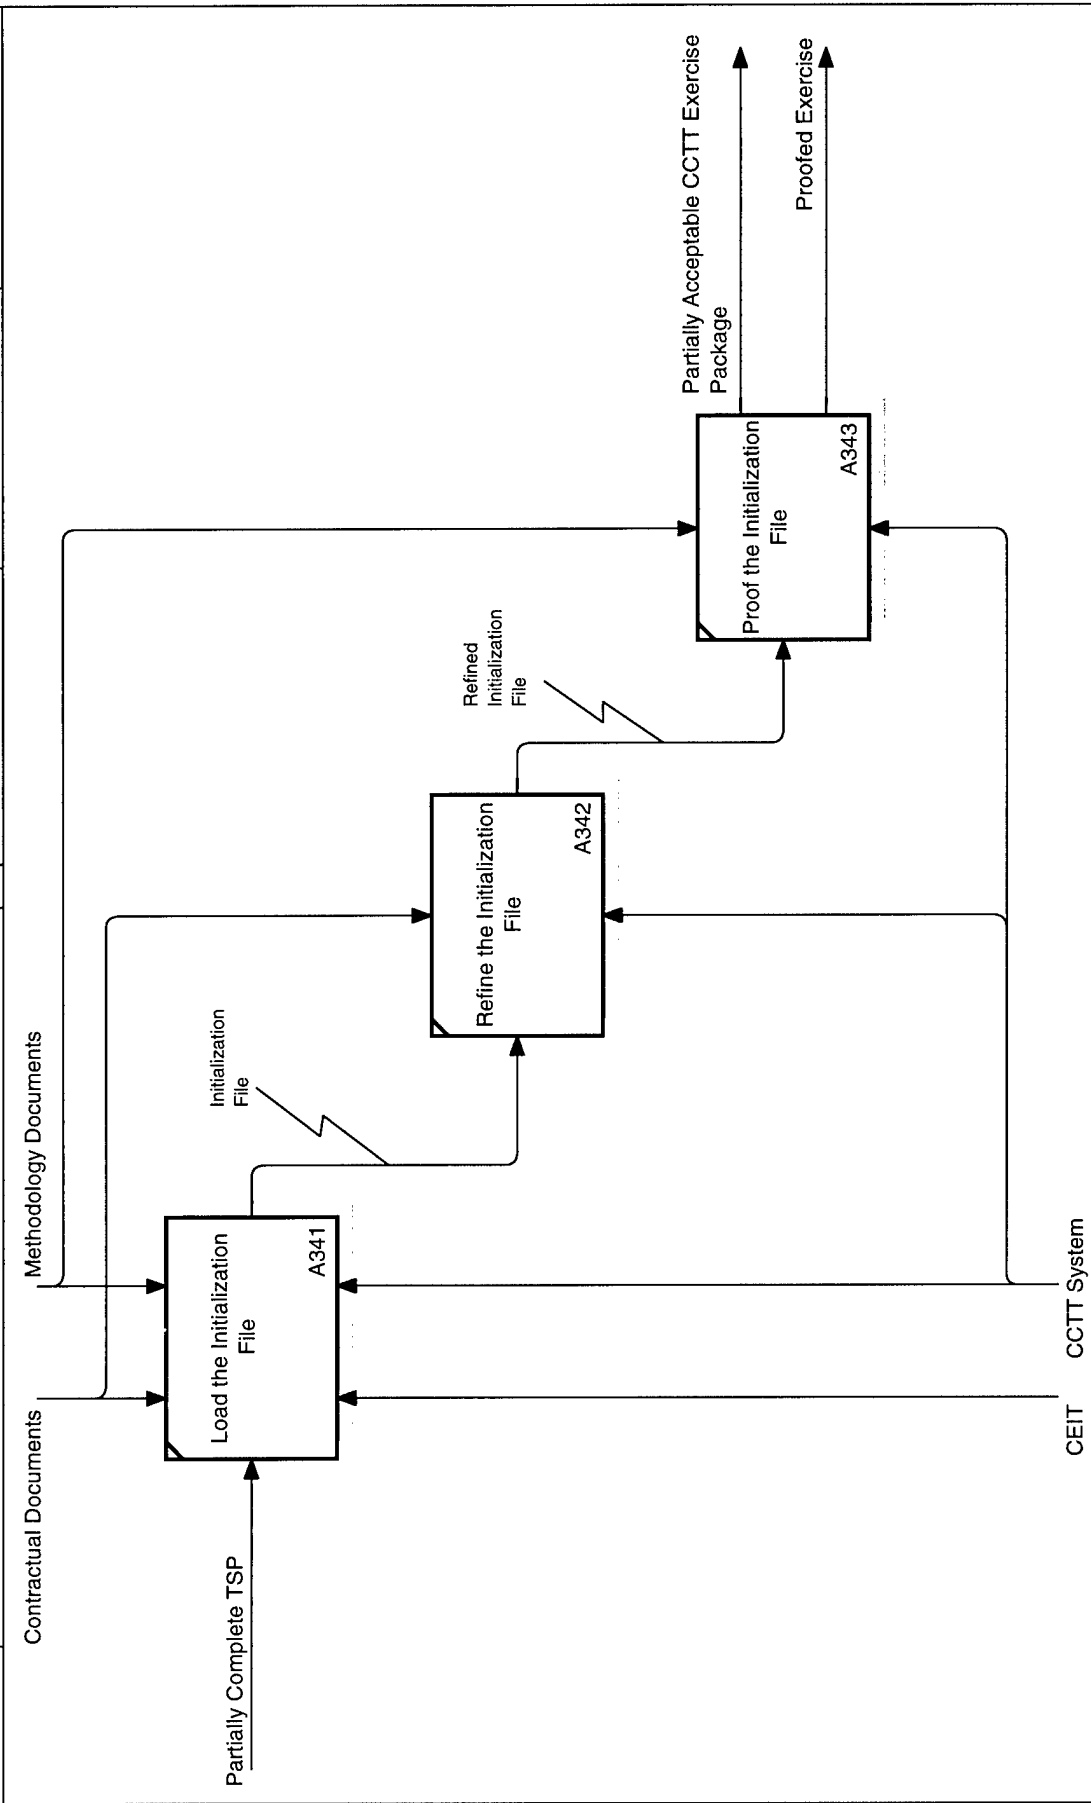 Contractual Documents
Methodology Documents
Partially Complete TSP
Load the Initialization
File
A341
Initialization
File
Refine the Initialization
File
A342
Refined
Initialization
File
Proof the Initialization
File
A343
Partially Acceptable CCTT Exercise
Package
Proofed Exercise
CEIT
CCTT System